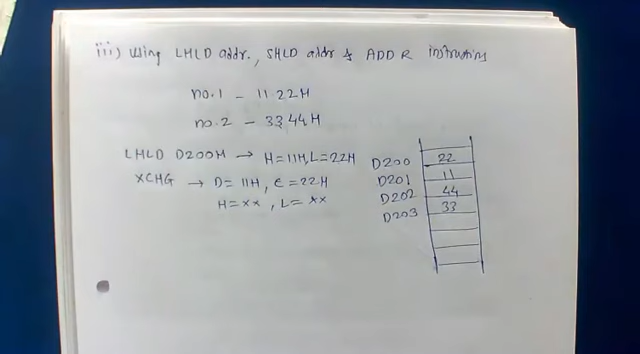 iii) Using LHLD addr., SHLD addr & ADD R instructions
no.1 - 1122H
no.2 - 3344H
LHLD D200H → H=11H, L=22H
XCHG → D= 11H, E=22H
H=xx, L= xx
D200 22
D201 11
D202 44
D203 33